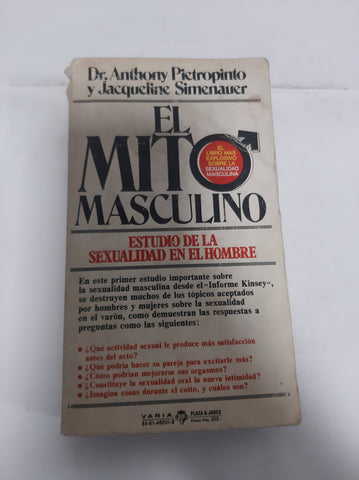 Dr. Anthony Pietropinto
y Jacqueline Simenauer
EL
MITO
MASCULINO
EL
LIBRO MAS
EXPLOSIVO
SOBRE LA
SEXUALIDAD
MASCULINA
ESTUDIO DE LA
SEXUALIDAD EN EL HOMBRE
En este primer estudio importante sobre
la sexualidad masculina desde el «Informe Kinsey»,
se destruyen muchos de los tópicos aceptados
por hombres y mujeres sobre la sexualidad
en el varón, como demuestran las respuestas a
preguntas como las siguientes:
• ¿Qué actividad sexual le produce más satisfacción
antes del acto?
• ¿Qué podría hacer su pareja para excitarle más?
• ¿Cómo podrían mejorarse sus orgasmos?
• ¿Constituye la sexualidad oral la nueva intimidad?
• ¿Imagina cosas durante el coito, y cuáles son?
VARIA
PLAZA & JANES